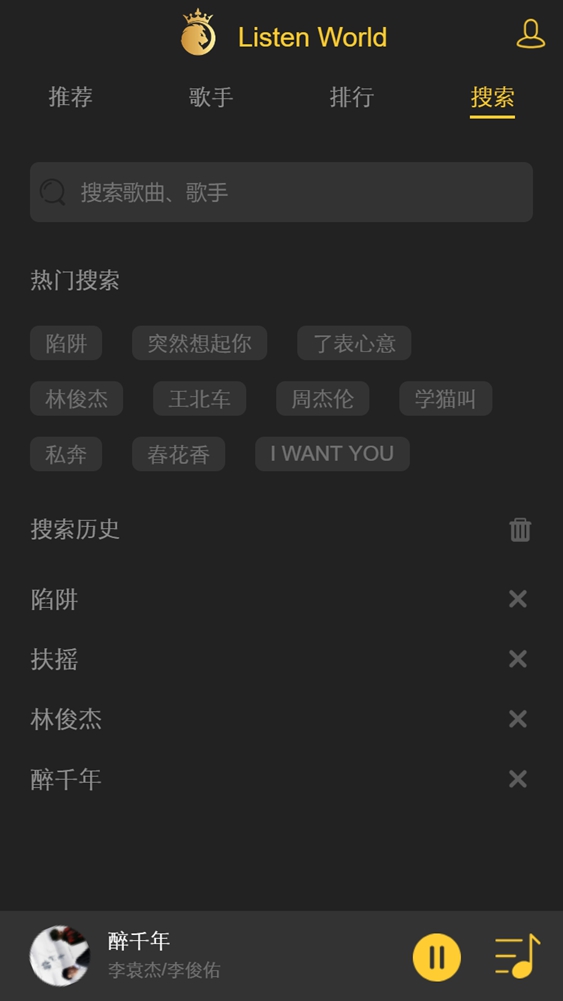 Listen World
推荐 歌手 排行 搜索
搜索歌曲、歌手
热门搜索
陷阱 突然想起你 了表心意
林俊杰 王北车 周杰伦 学猫叫
私奔 春花香 I WANT YOU
搜索历史
陷阱
扶摇
林俊杰
醉千年
醉千年
李袁杰/李俊佑